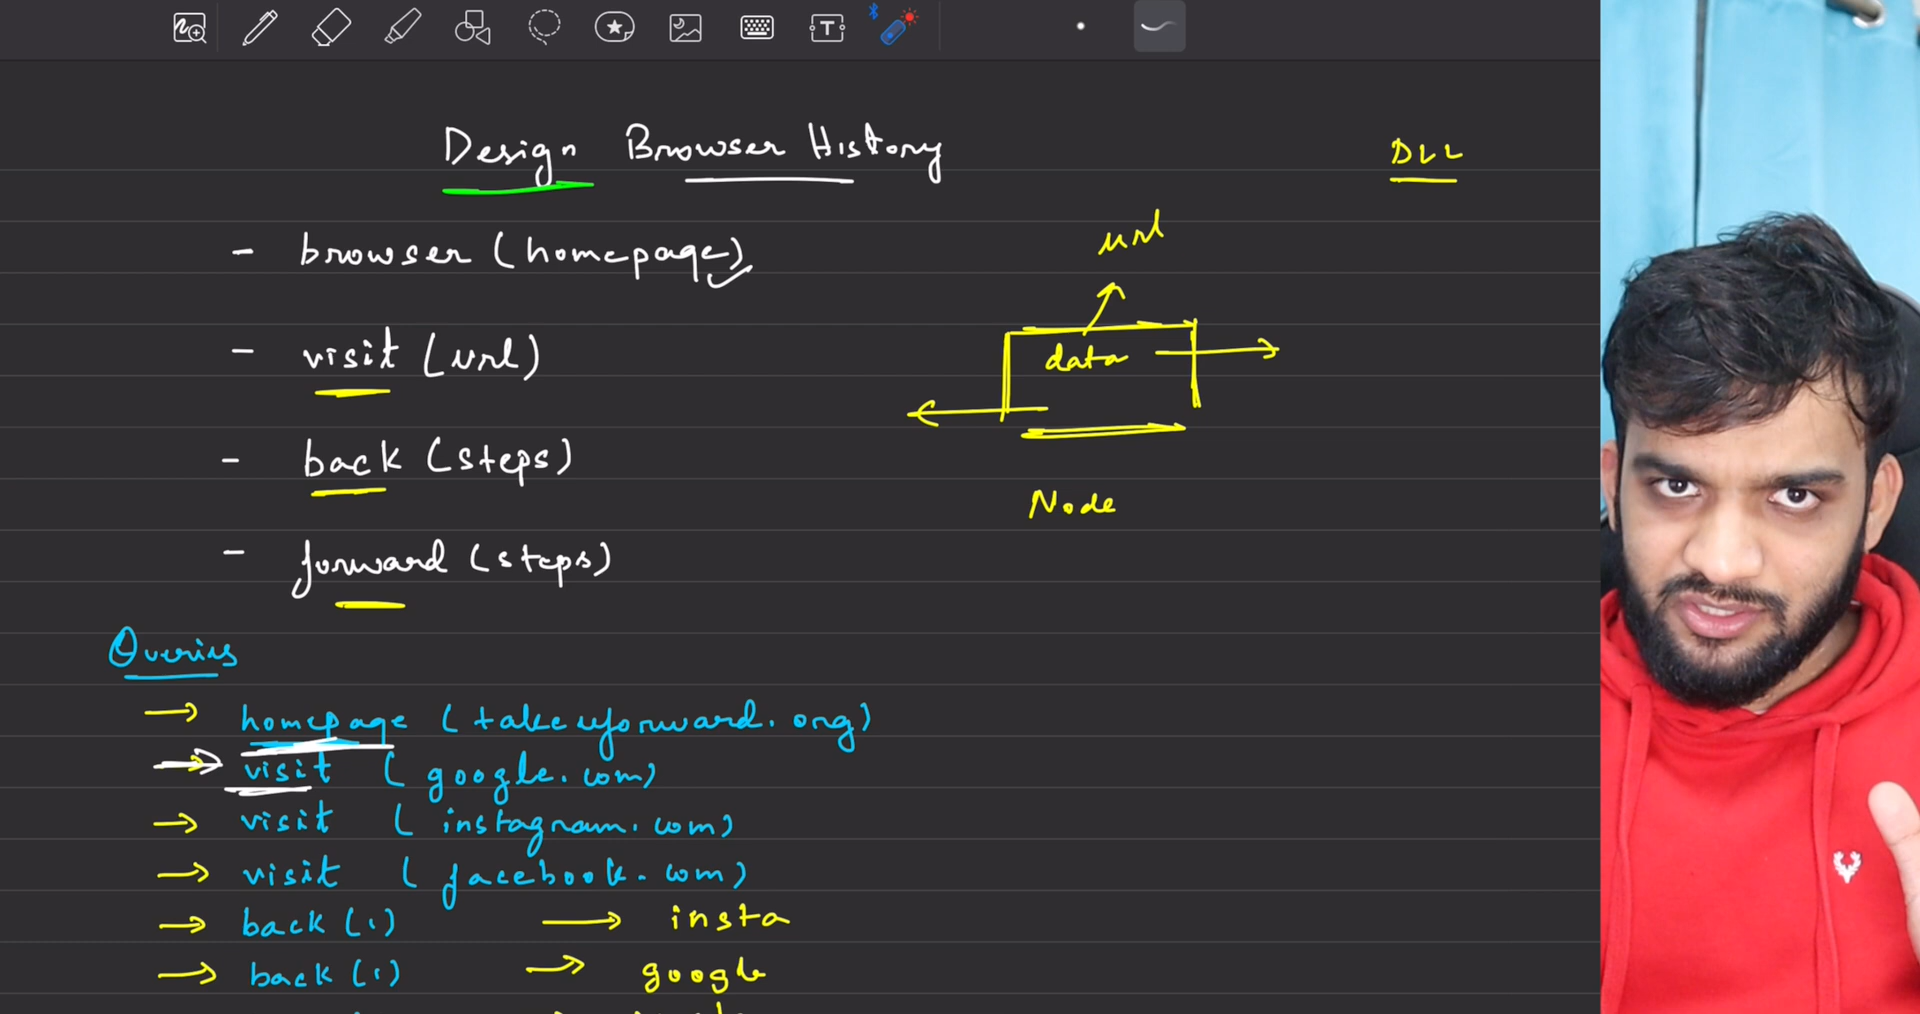 Design Browser History
DLL
- browser (homepage)
- visit (url)
- back (steps)
- forward (steps)
url
data
Node
Queries
→ homepage (takeuforward.org)
→ visit (google.com)
→ visit (instagram.com)
→ visit (facebook.com)
→ back (1) → insta
→ back (1) → google